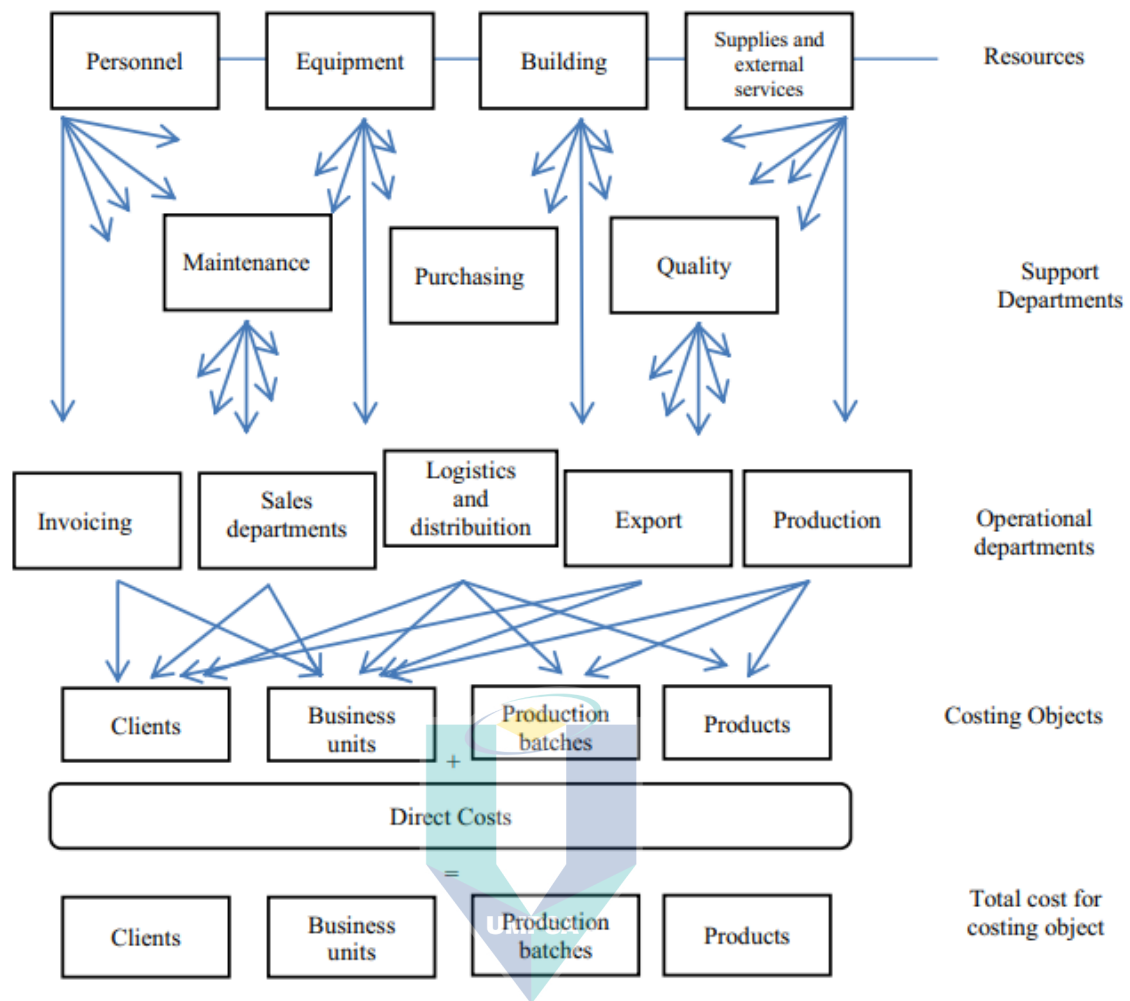 Personnel
Equipment
Building
Supplies and
external
services
Resources
Maintenance
Purchasing
Quality
Support
Departments
Invoicing
Sales
departments
Logistics
and
distribuition
Export
Production
Operational
departments
Clients
Business
units
Production
batches
Products
Costing Objects
+
Direct Costs
=
Clients
Business
units
Production
batches
Products
Total cost for
costing object